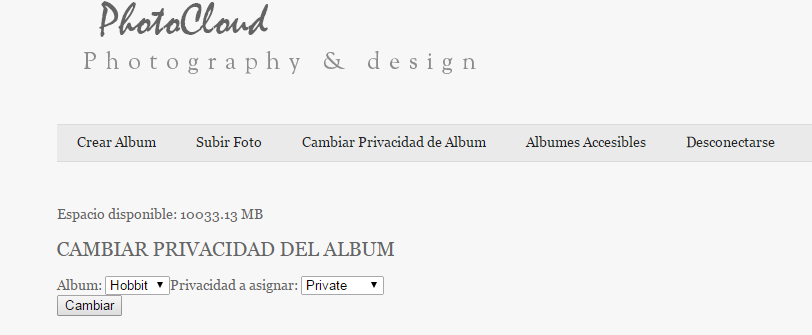 PhotoCloud
Photography & design
Crear Album Subir Foto Cambiar Privacidad de Album Albumes Accesibles Desconectarse
Espacio disponible: 10033.13 MB
CAMBIAR PRIVACIDAD DEL ALBUM
Album: Hobbit Privacidad a asignar: Private
Cambiar